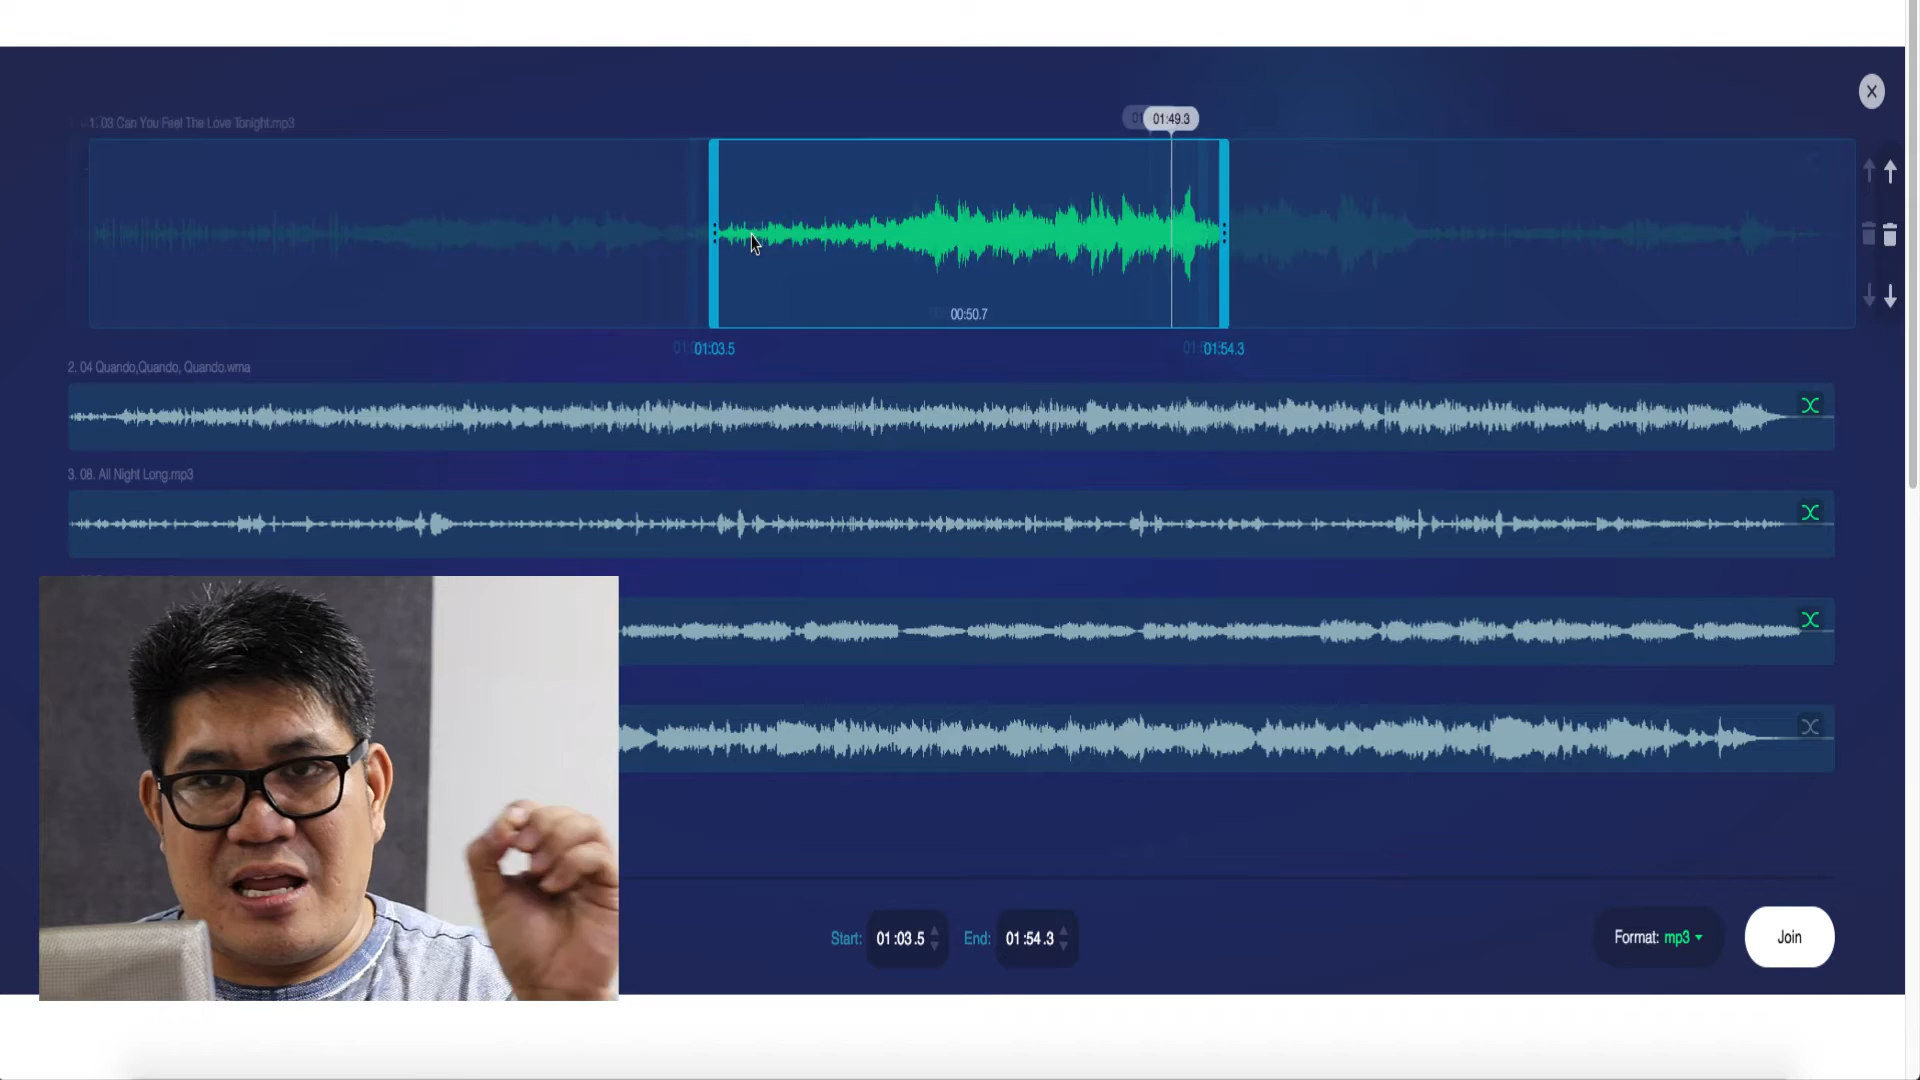 1. 03 Can You Feel The Love Tonight.mp3
01:49.3
00:50.7
01:03.5
01:54.3
2. 04 Quando,Quando, Quando.wma
3. 08. All Night Long.mp3
Start: 01:03.5 End: 01:54.3 Format: mp3 Join